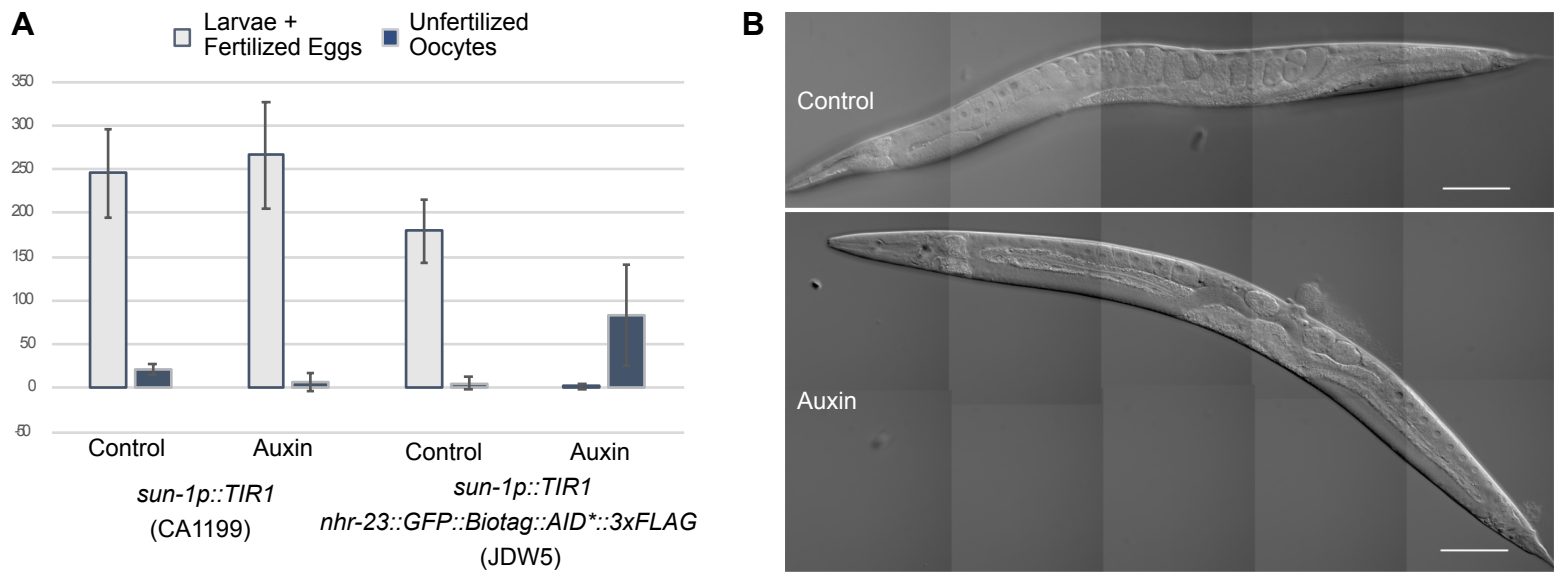 A
Larvae +
Fertilized Eggs
Unfertilized
Oocytes
350
300
250
200
150
100
50
0
-50
Control
Auxin
Control
Auxin
sun-1p::TIR1
(CA1199)
sun-1p::TIR1
nhr-23::GFP::Biotag::AID*::3xFLAG
(JDW5)
B
Control
Auxin